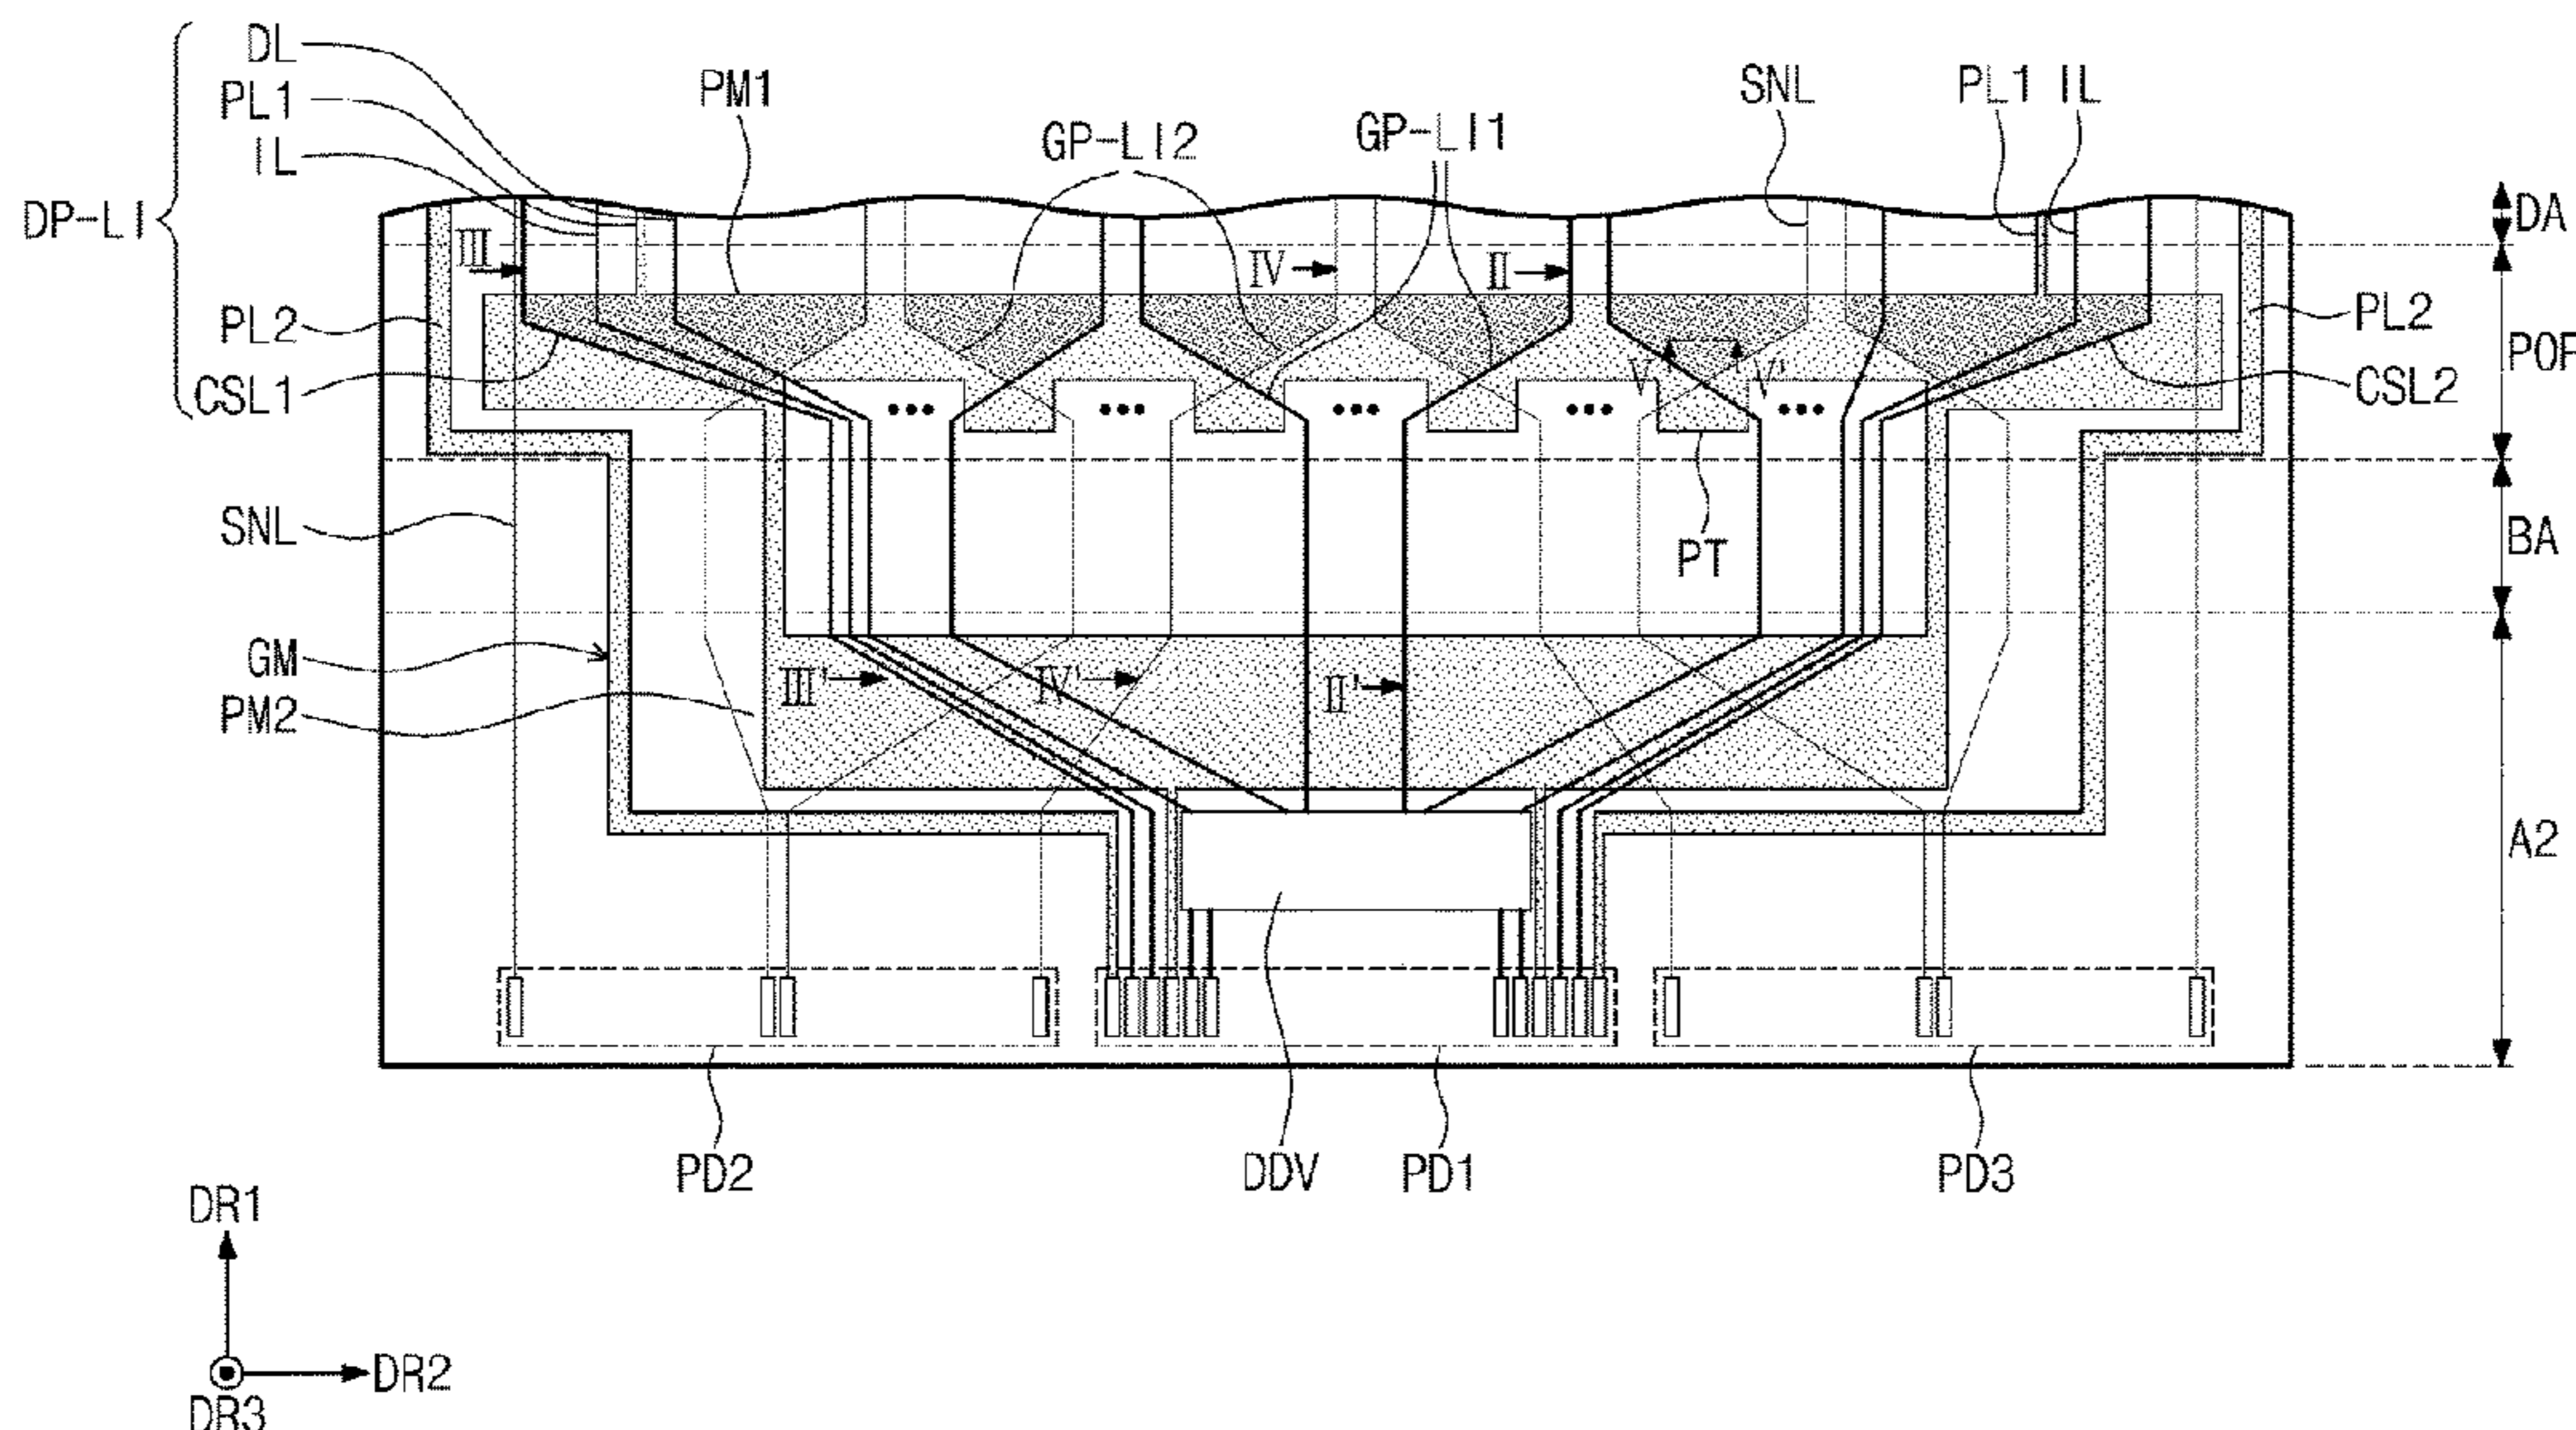 DL
PL1
IL
DP-LI
PM1
GP-LI2
GP-LI1
SNL
PL1 IL
DA
III
IV
II
PL2
PL2
V
V'
CSL1
CSL2
•••
•••
•••
•••
•••
SNL
PT
BA
GM
III'
IV'
II'
PM2
A2
PD2
DDV
PD1
PD3
DR1
DR2
DR3